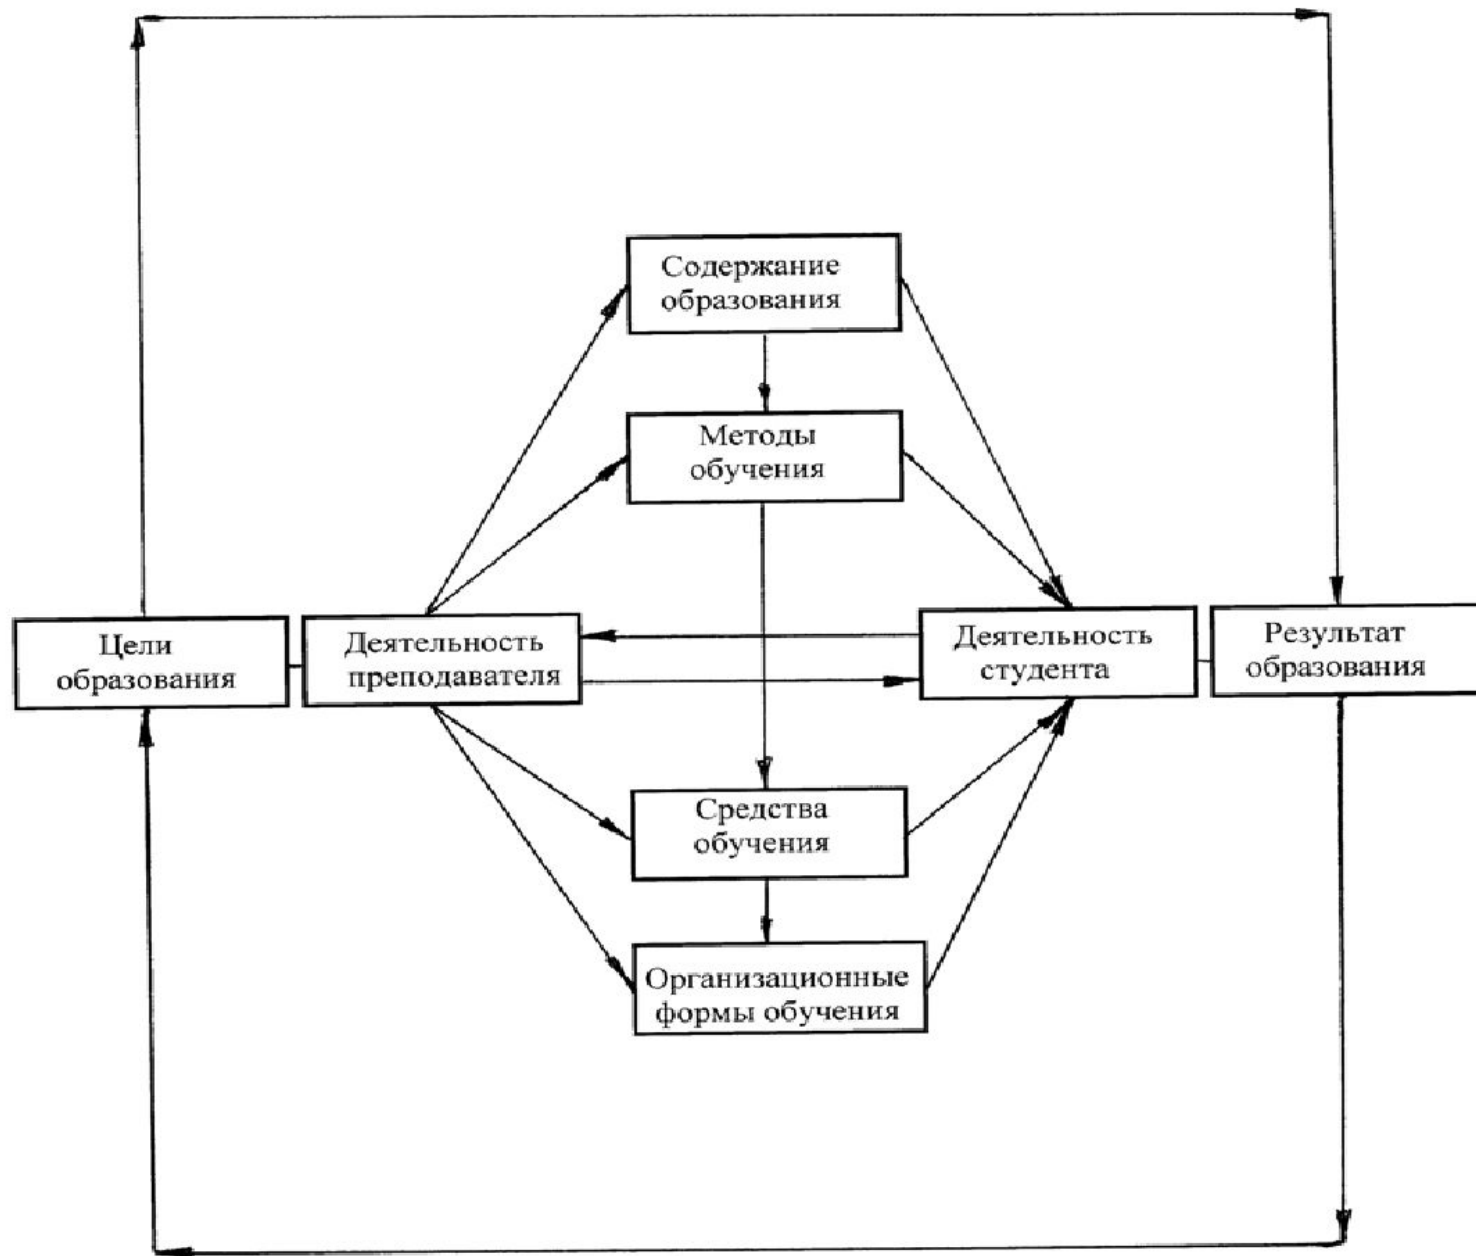 Содержание
образования
Методы
обучения
Цели
образования
Деятельность
преподавателя
Деятельность
студента
Результат
образования
Средства
обучения
Организационные
формы обучения